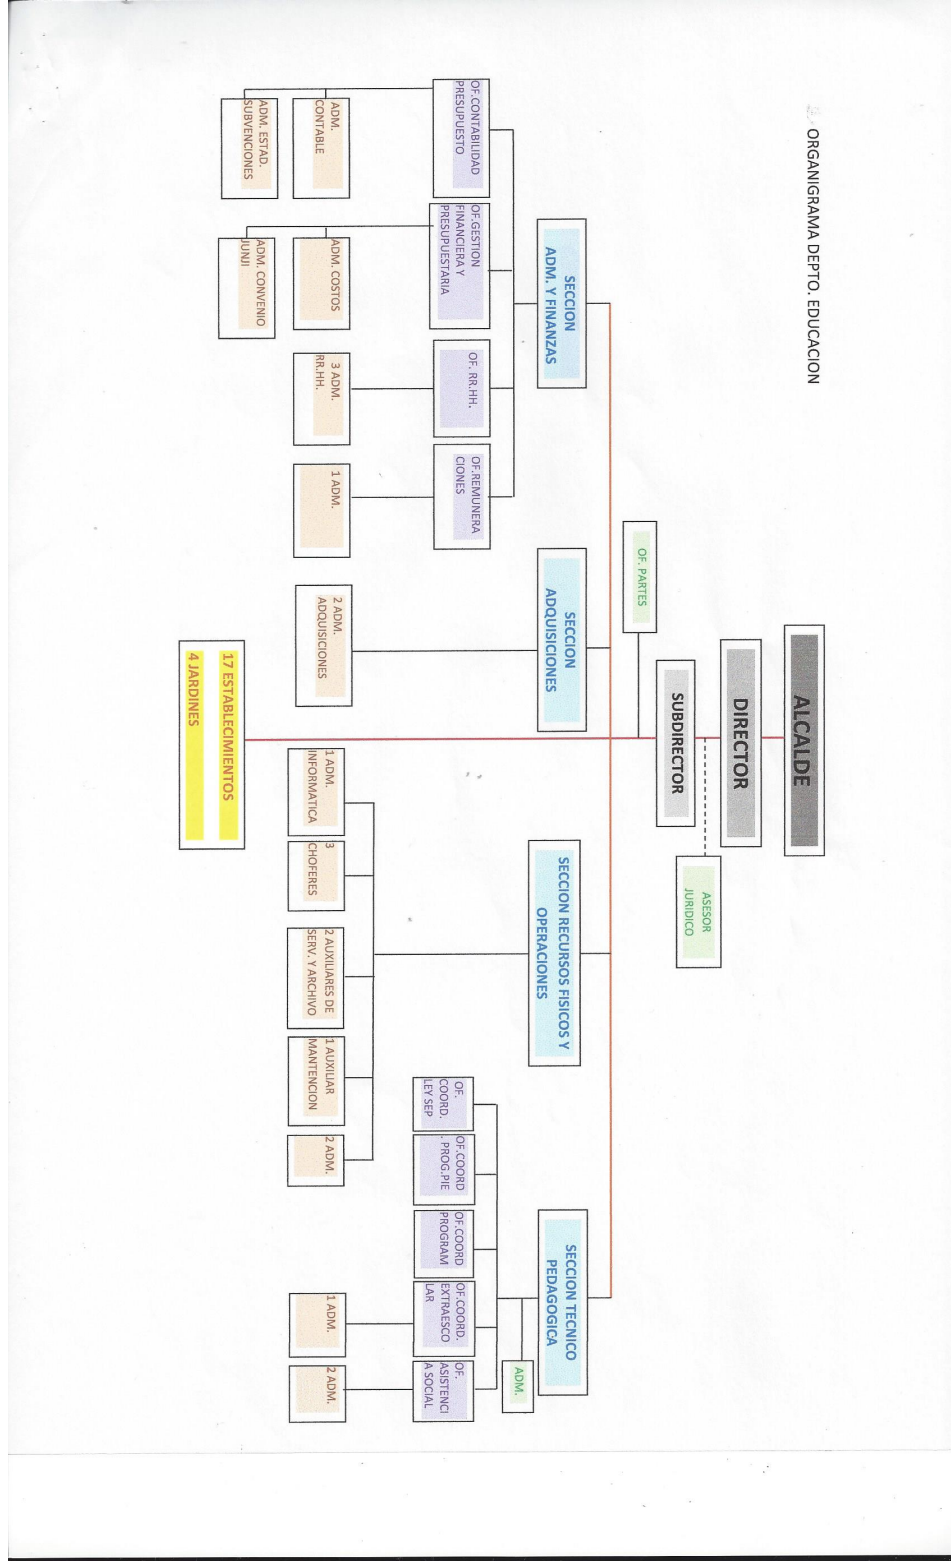 ORGANIGRAMA DEPTO. EDUCACION
ALCALDE
DIRECTOR
ASESOR
JURIDICO
SUBDIRECTOR
OF. PARTES
SECCION
ADM. Y FINANZAS
SECCION
ADQUISICIONES
SECCION RECURSOS FISICOS Y
OPERACIONES
SECCION TECNICO
PEDAGOGICA
ADM.
OF.CONTABILIDAD
PRESUPUESTO
OF.GESTION
FINANCIERA Y
PRESUPUESTARIA
OF. RR.HH.
OF.REMUNERA
CIONES
OF.
COORD.
LEY SEP
OF.COORD
. PROG.PIE
OF.COORD
PROGRAM
OF.COORD.
EXTRAESCO
LAR
OF.
ASISTENCI
A SOCIAL
ADM.
CONTABLE
ADM. COSTOS
3 ADM.
RR.HH.
1 ADM.
2 ADM.
ADQUISICIONES
1 ADM.
INFORMATICA
3
CHOFERES
2 AUXILIARES DE
SERV. Y ARCHIVO
1 AUXILIAR
MANTENCION
2 ADM.
1 ADM.
2 ADM.
ADM. ESTAD.
SUBVENCIONES
ADM. CONVENIO
JUNJI
17 ESTABLECIMIENTOS
4 JARDINES